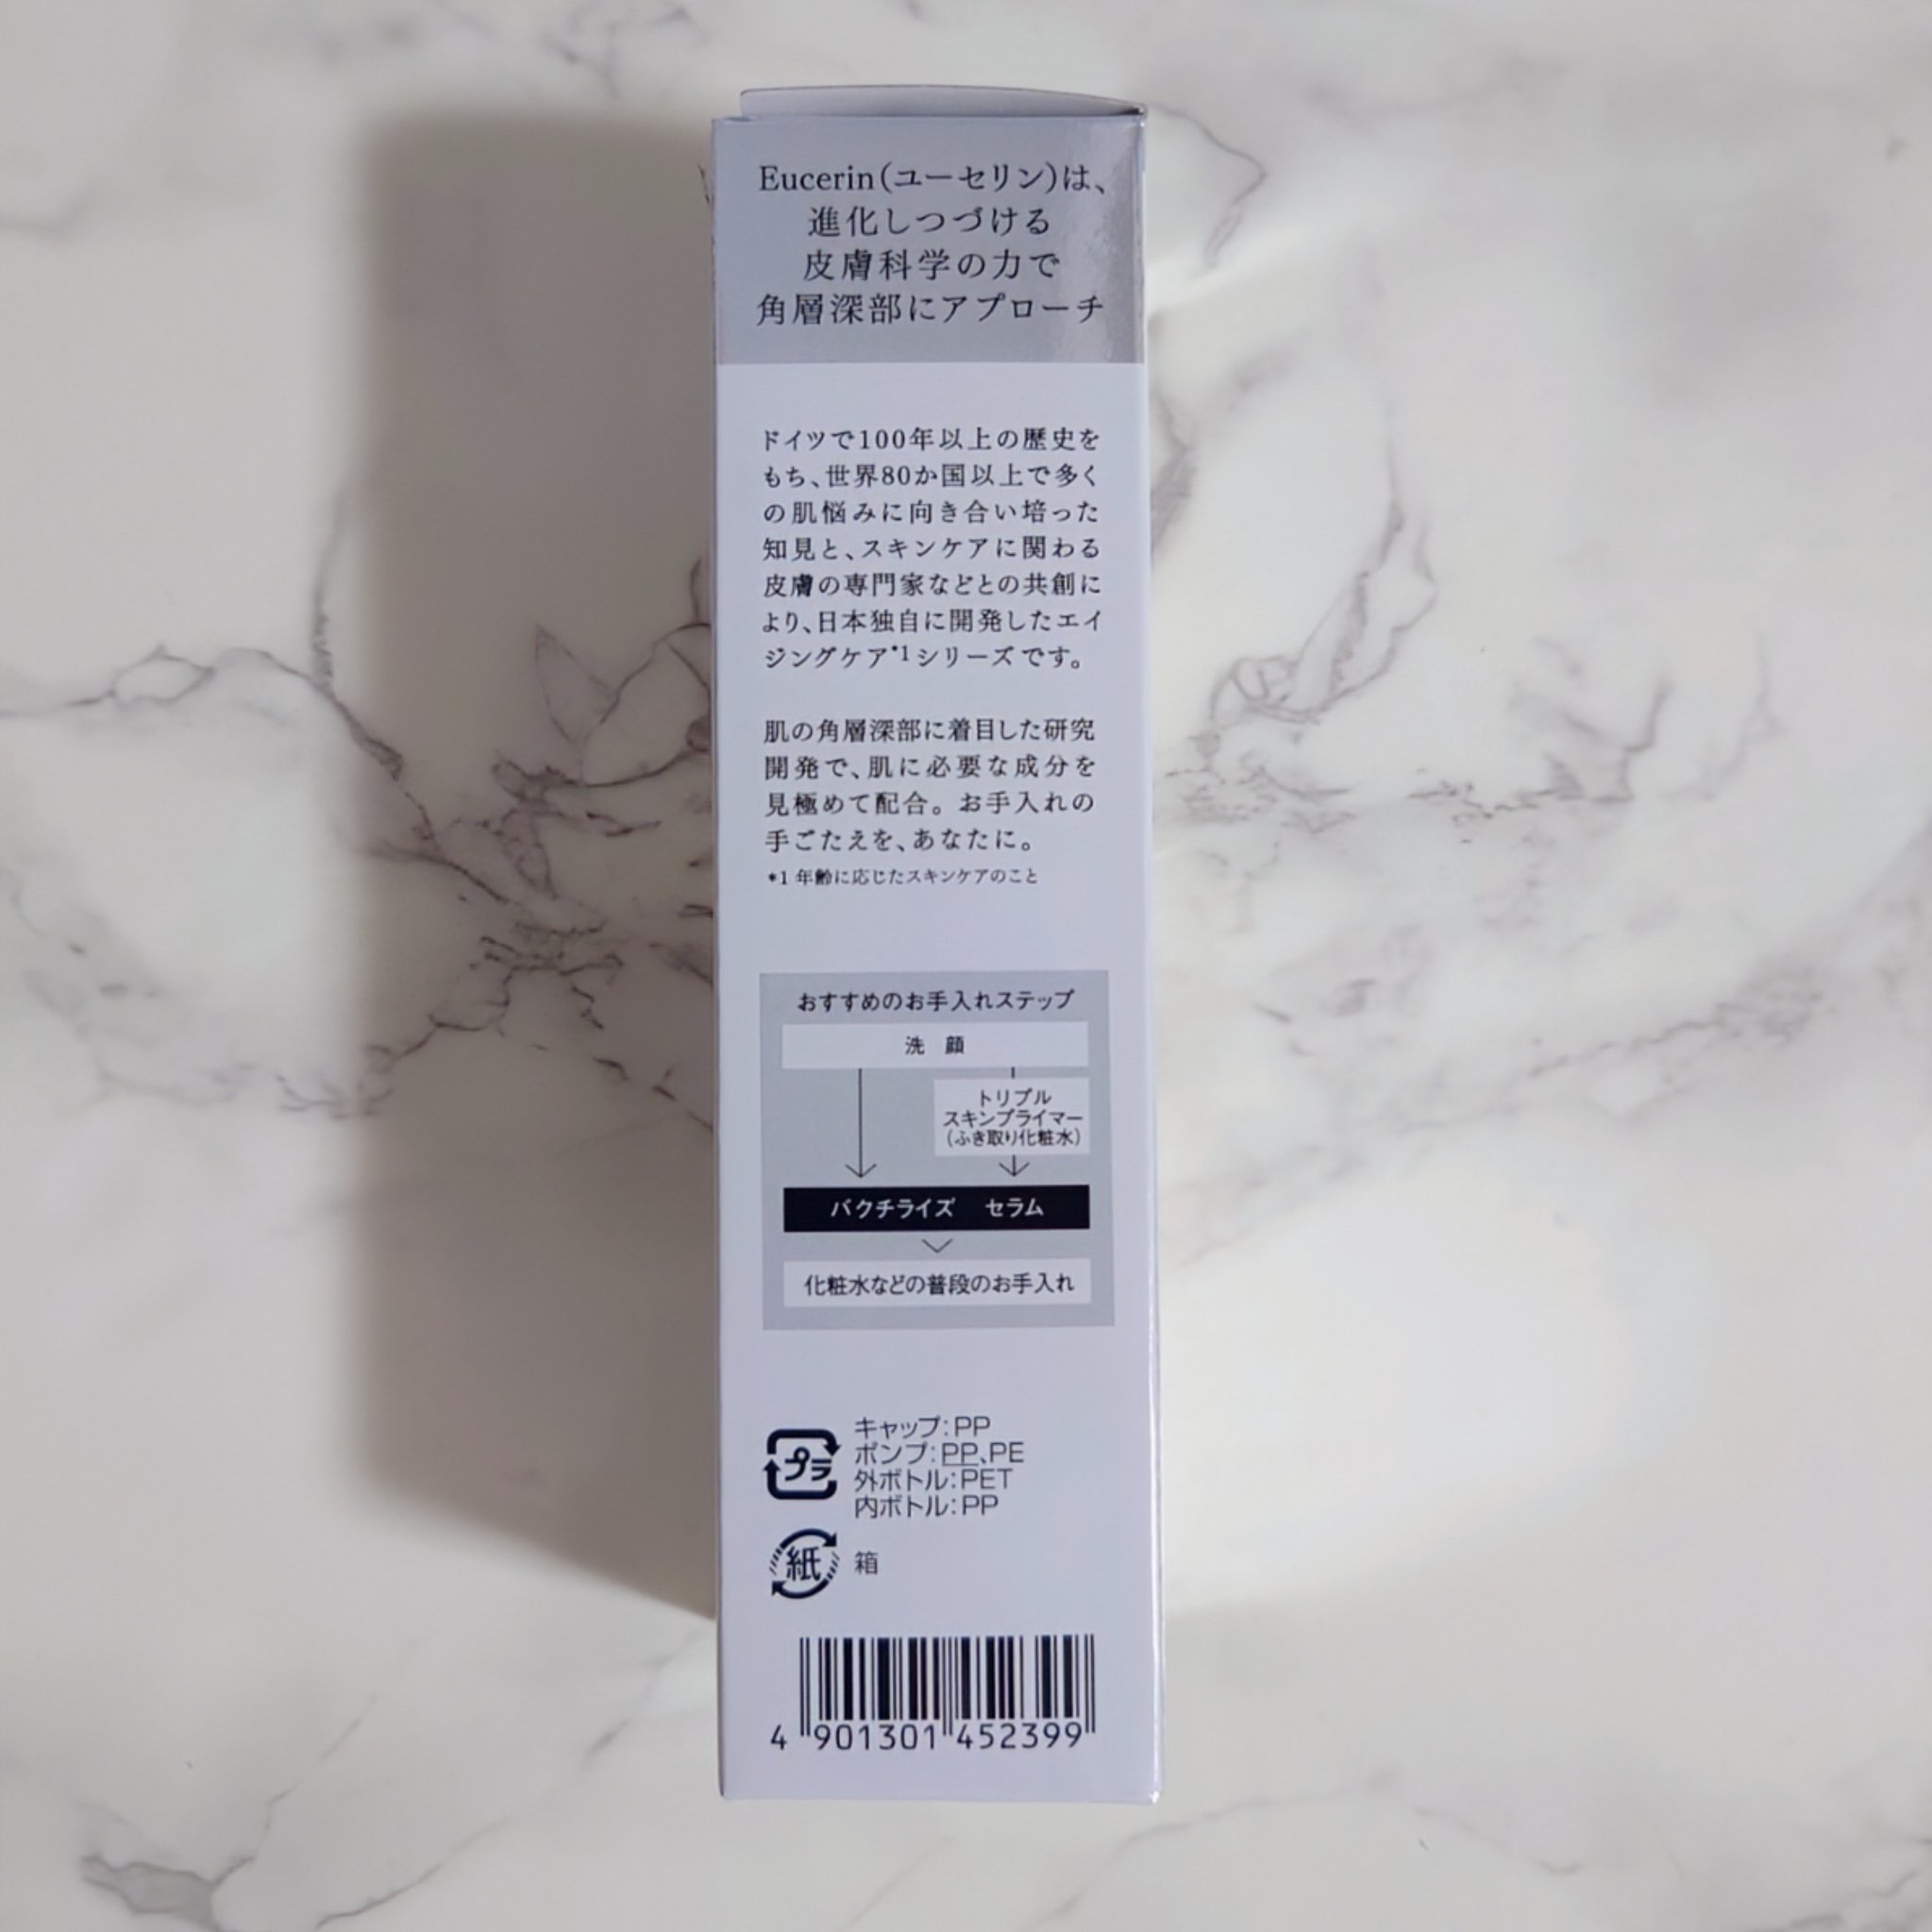 Eucerin(ユーセリン)は、
進化しつづける
皮膚科学の力で
角層深部にアプローチ
ドイツで100年以上の歴史を
もち、世界80か国以上で多く
の肌悩みに向き合い培った
知見と、スキンケアに関わる
皮膚の専門家などとの共創に
より、日本独自に開発したエイ
ジングケア*1シリーズです。
肌の角層深部に着目した研究
開発で、肌に必要な成分を
見極めて配合。お手入れの
手ごたえを、あなたに。
*1 年齢に応じたスキンケアのこと
おすすめのお手入れステップ
洗 顔
トリプル
スキンプライマー
(ふき取り化粧水)
バクチライズ セラム
化粧水などの普段のお手入れ
プラ
キャップ:PP
ポンプ:PP、PE
外ボトル:PET
内ボトル:PP
紙 箱
4 901301 452399